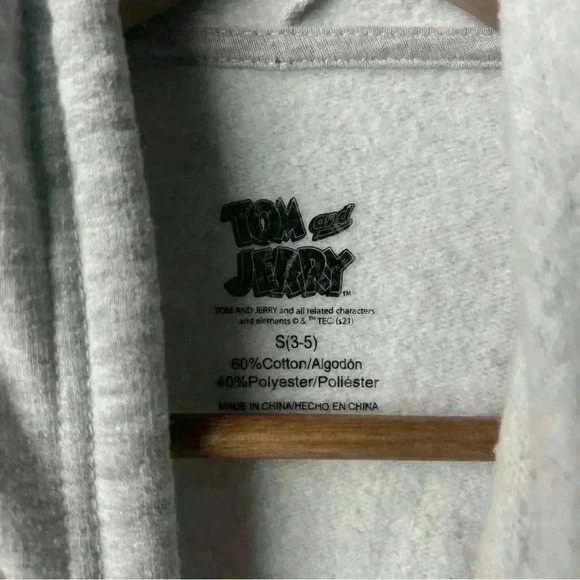 TOM and
JERRY™
TOM AND JERRY and all related characters
and elements © & ™ TEC. (s21)
S(3-5)
60%Cotton/Algodón
40%Polyester/Poliéster
MADE IN CHINA/HECHO EN CHINA